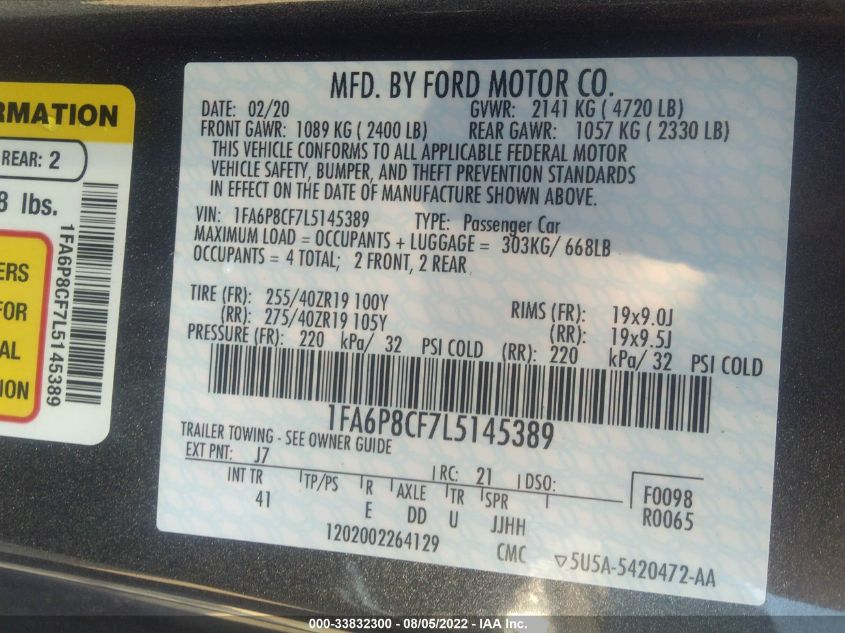 RMATION
REAR: 2
8 lbs.
ERS
FOR
AL
ION
1FA6P8CF7L5145389
MFD. BY FORD MOTOR CO.
DATE: 02/20 GVWR: 2141 KG ( 4720 LB)
FRONT GAWR: 1089 KG ( 2400 LB) REAR GAWR: 1057 KG ( 2330 LB)
THIS VEHICLE CONFORMS TO ALL APPLICABLE FEDERAL MOTOR
VEHICLE SAFETY, BUMPER, AND THEFT PREVENTION STANDARDS
IN EFFECT ON THE DATE OF MANUFACTURE SHOWN ABOVE.
VIN: 1FA6P8CF7L5145389 TYPE: Passenger Car
MAXIMUM LOAD = OCCUPANTS + LUGGAGE = 303KG/ 668LB
OCCUPANTS = 4 TOTAL; 2 FRONT, 2 REAR
TIRE (FR): 255/40ZR19 100Y RIMS (FR): 19x9.0J
(RR): 275/40ZR19 105Y (RR): 19x9.5J
PRESSURE (FR): 220 kPa/ 32 PSI COLD (RR): 220 kPa/ 32 PSI COLD
1FA6P8CF7L5145389
TRAILER TOWING - SEE OWNER GUIDE
EXT PNT: J7 RC: 21 DSO:
INT TR TP/PS R AXLE TR SPR F0098
41 E DD U JJHH R0065
1202002264129 CMC ▽5U5A-5420472-AA
000-33832300 - 08/05/2022 - IAA Inc.